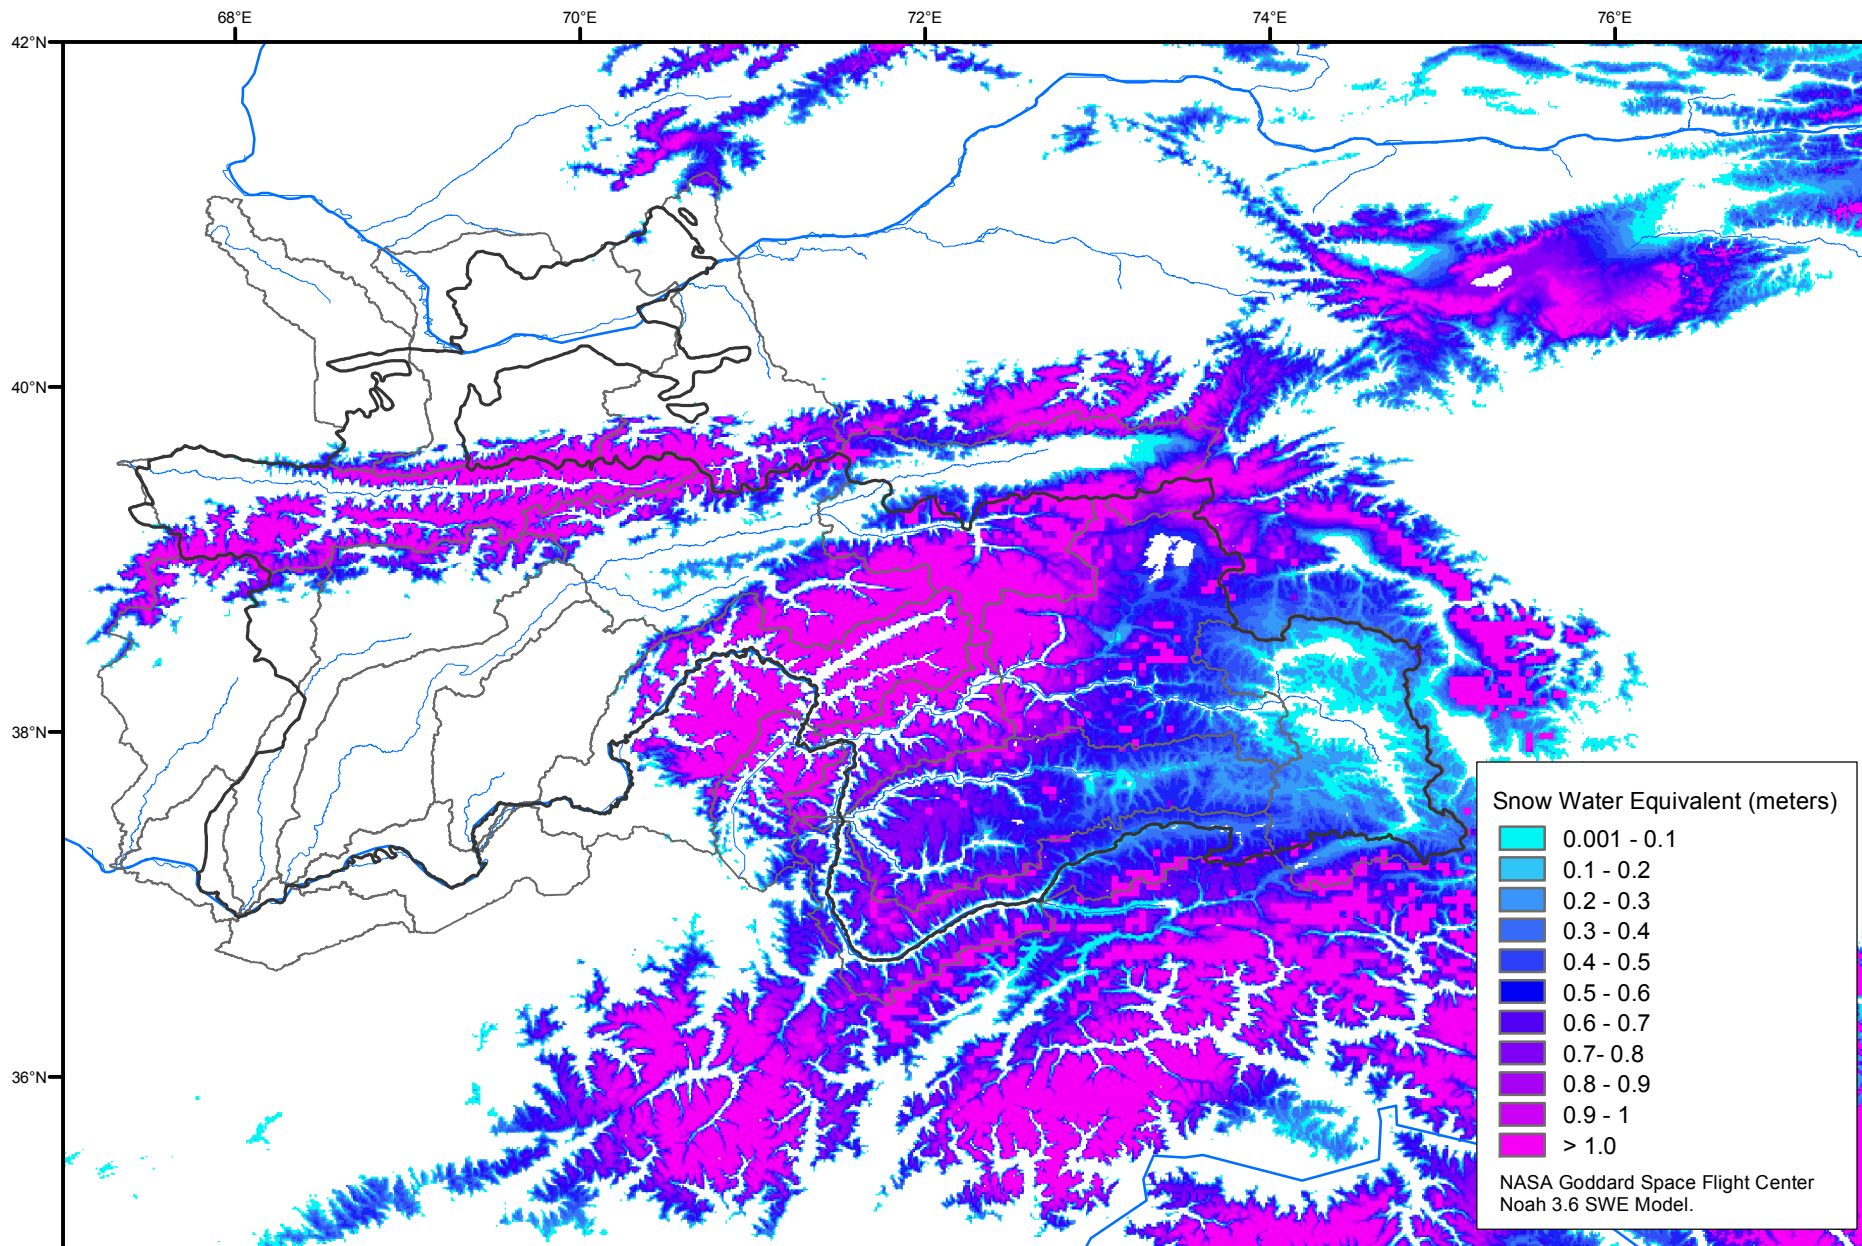 68°E 70°E 72°E 74°E 76°E
42°N
40°N
38°N
36°N
Snow Water Equivalent (meters)
0.001 - 0.1
0.1 - 0.2
0.2 - 0.3
0.3 - 0.4
0.4 - 0.5
0.5 - 0.6
0.6 - 0.7
0.7- 0.8
0.8 - 0.9
0.9 - 1
> 1.0
NASA Goddard Space Flight Center
Noah 3.6 SWE Model.